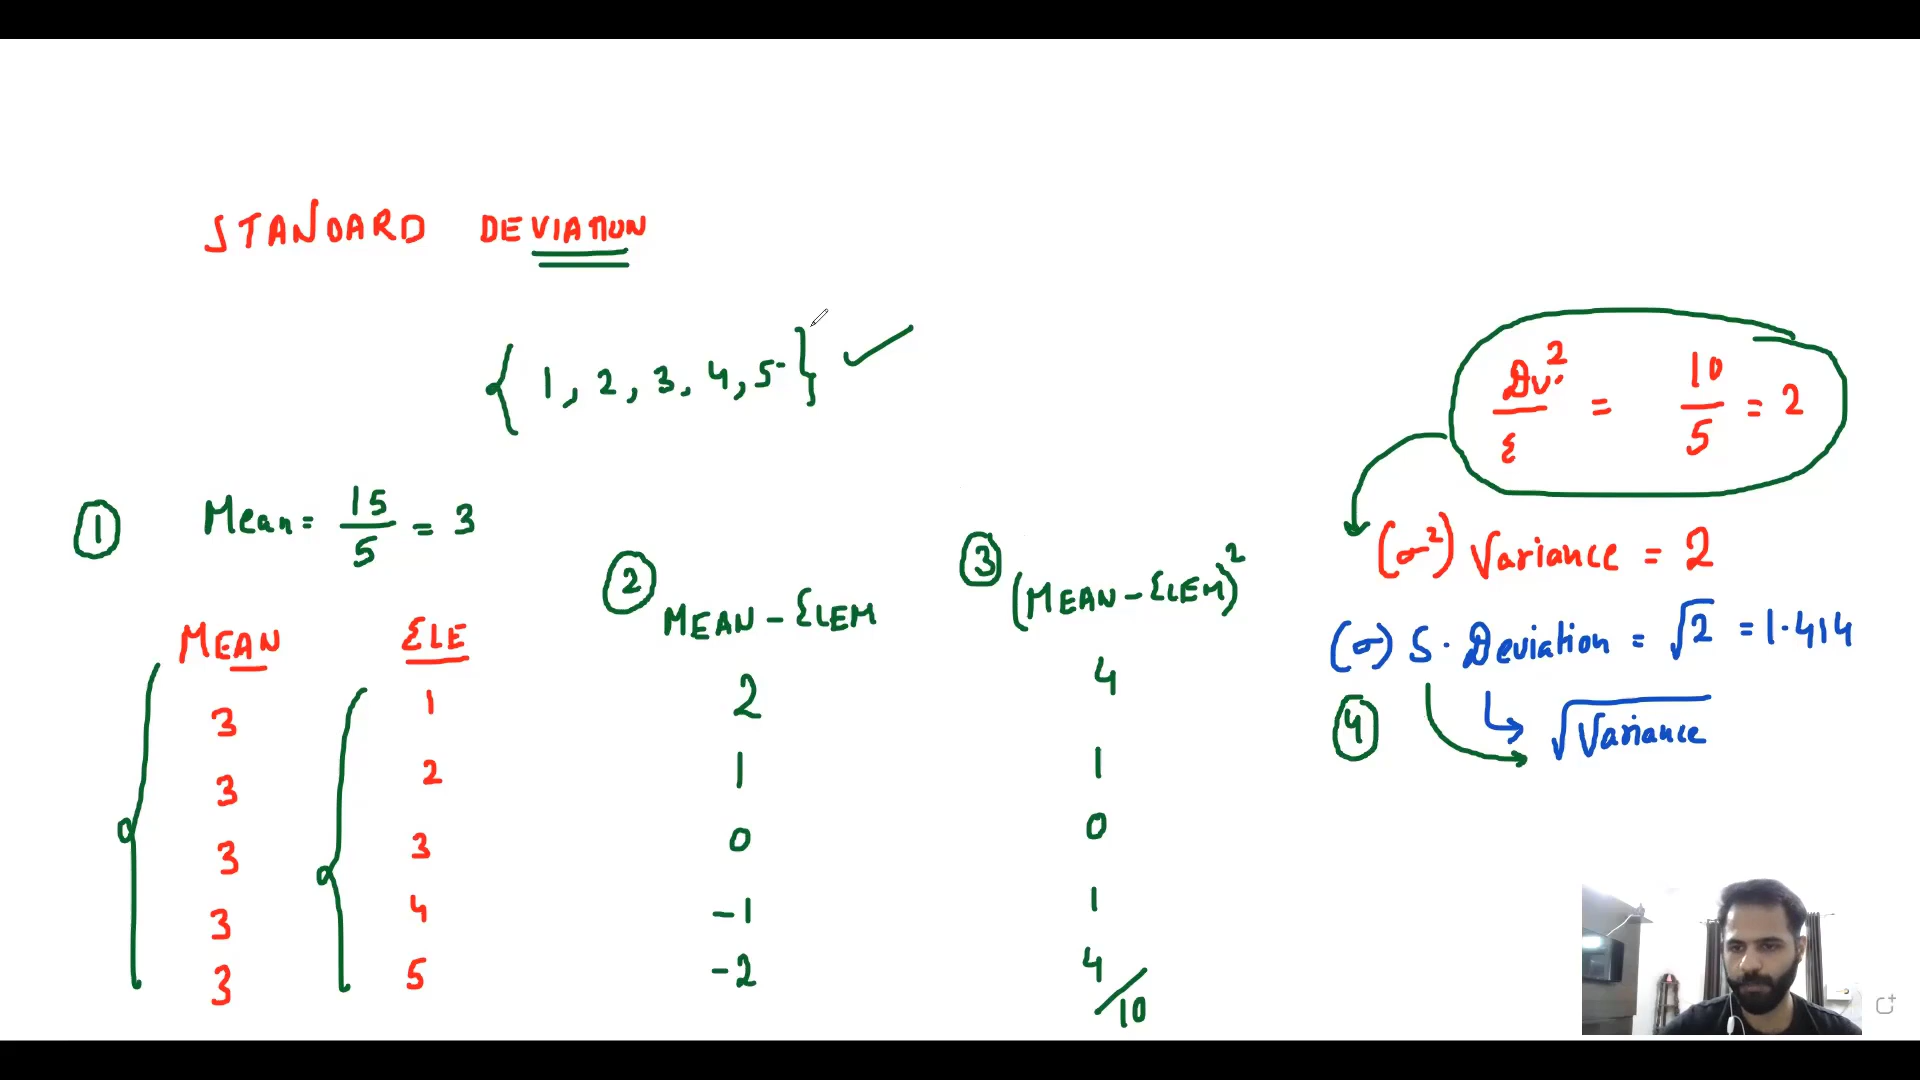 STANDARD DEVIATION
{ 1, 2, 3, 4, 5 }
① Mean = 15/5 = 3
MEAN ELE
3 1
3 2
3 3
3 4
3 5
② MEAN - ELEM
2
1
0
-1
-2
③ (MEAN - ELEM)²
4
1
0
1
4
10
Dv.²/ε = 10/5 = 2
(σ²) Variance = 2
(σ) S. Deviation = √2 = 1.414
④ √Variance